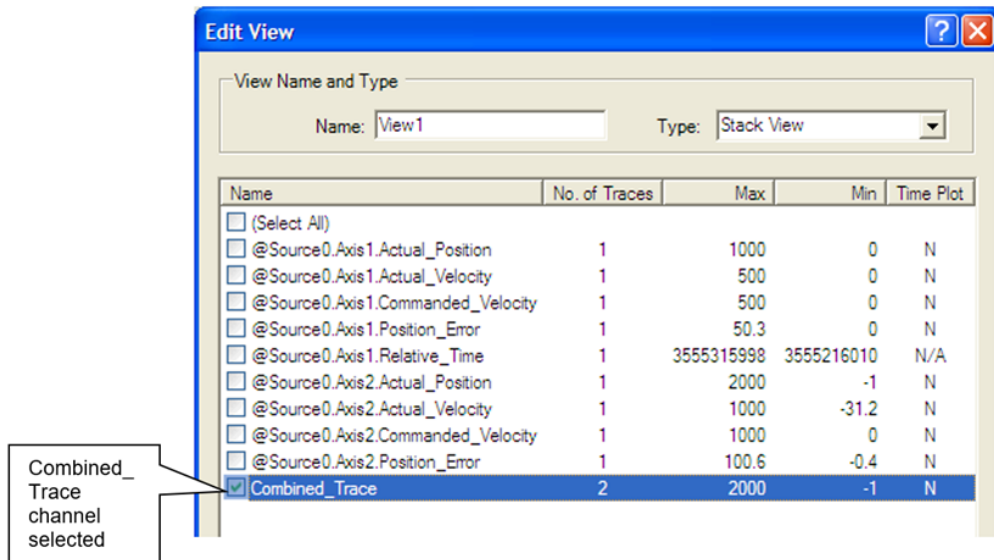 Edit View
View Name and Type
Name: View1 Type: Stack View
Name No. of Traces Max Min Time Plot
(Select All)
@Source0.Axis1.Actual_Position 1 1000 0 N
@Source0.Axis1.Actual_Velocity 1 500 0 N
@Source0.Axis1.Commanded_Velocity 1 500 0 N
@Source0.Axis1.Position_Error 1 50.3 0 N
@Source0.Axis1.Relative_Time 1 3555315998 3555216010 N/A
@Source0.Axis2.Actual_Position 1 2000 -1 N
@Source0.Axis2.Actual_Velocity 1 1000 -31.2 N
@Source0.Axis2.Commanded_Velocity 1 1000 0 N
@Source0.Axis2.Position_Error 1 100.6 -0.4 N
Combined_Trace 2 2000 -1 N
Combined_
Trace
channel
selected